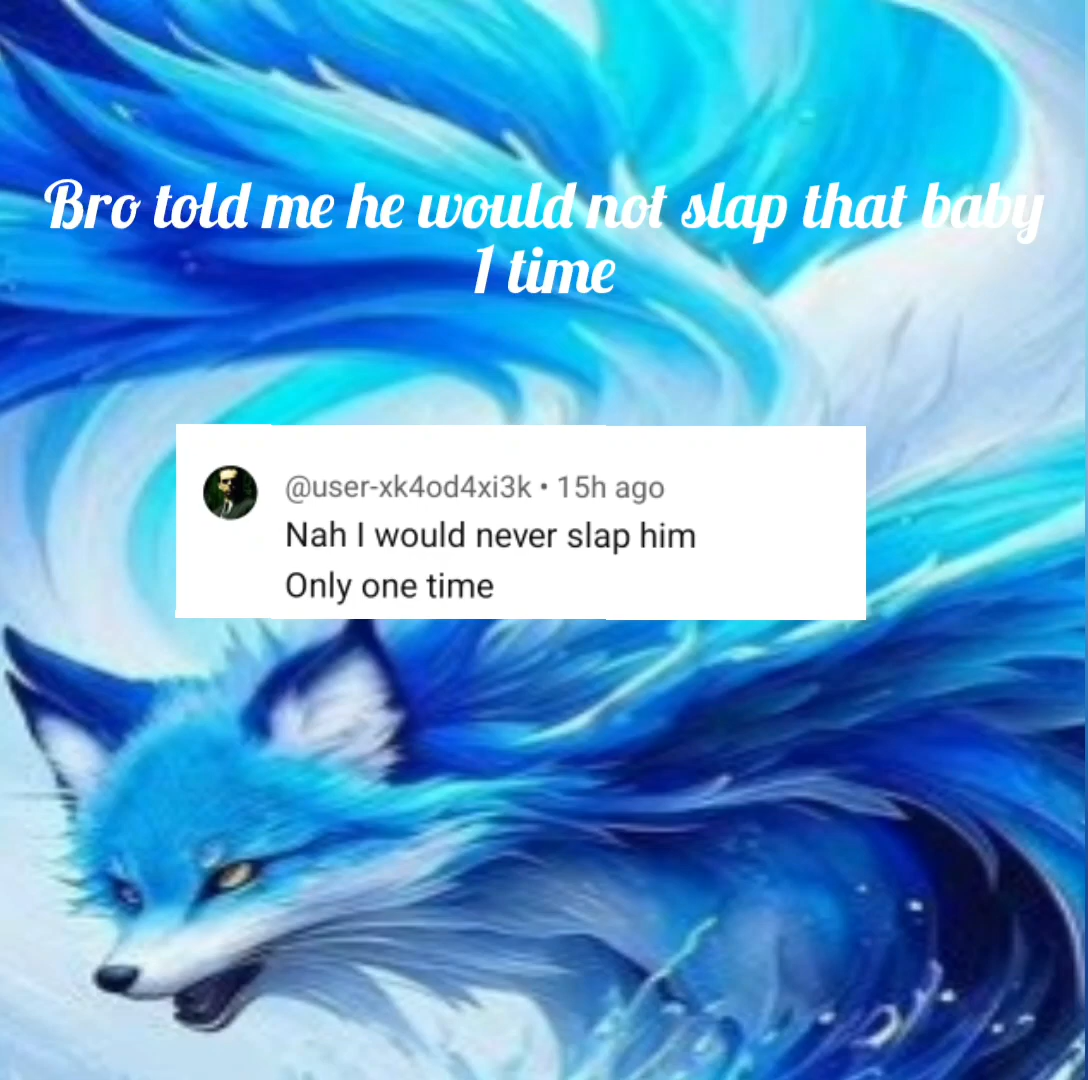 Bro told me he would not slap that baby
1 time
@user-xk4od4xi3k • 15h ago
Nah I would never slap him
Only one time